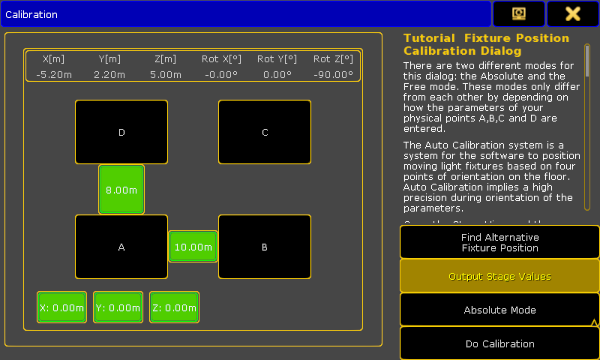 Calibration
X[m] Y[m] Z[m] Rot X[°] Rot Y[°] Rot Z[°]
-5.20m 2.20m 5.00m -0.00° 0.00° -90.00°
D
C
8.00m
A
10.00m
B
X: 0.00m
Y: 0.00m
Z: 0.00m
Tutorial Fixture Position
Calibration Dialog
There are two different modes for
this dialog: the Absolute and the
Free mode. These modes only differ
from each other by depending on
how the parameters of your
physical points A,B,C and D are
entered.
The Auto Calibration system is a
system for the software to position
moving light fixtures based on four
points of orientation on the floor.
Auto Calibration implies a high
precision during orientation of the
parameters.
Find Alternative
Fixture Position
Output Stage Values
Absolute Mode
Do Calibration